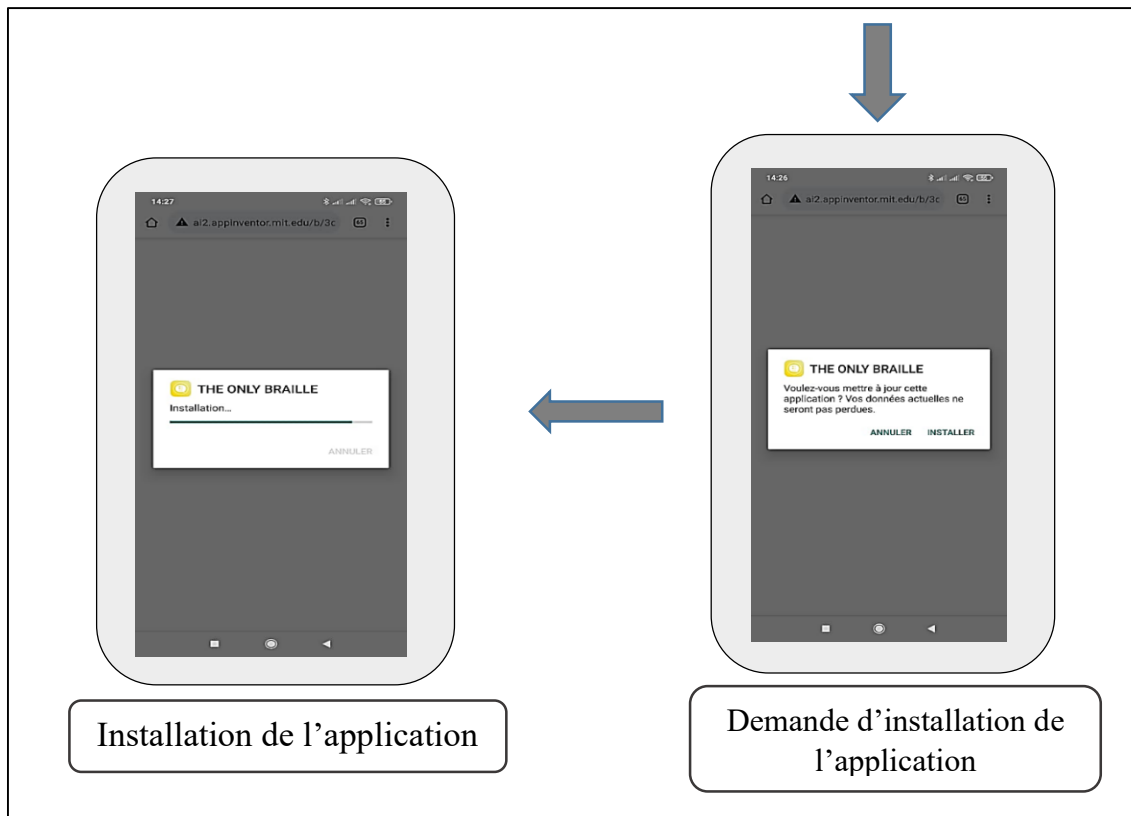 14:27
ai2.appinventor.mit.edu/b/3c
65
THE ONLY BRAILLE
Installation...
ANNULER
Installation de l’application
14:26
ai2.appinventor.mit.edu/b/3c
65
THE ONLY BRAILLE
Voulez-vous mettre à jour cette
application ? Vos données actuelles ne
seront pas perdues.
ANNULER INSTALLER
Demande d’installation de
l’application